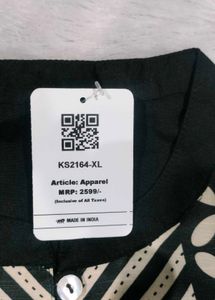 KS2164-XL
Article: Apparel
MRP: 2599/-
(Inclusive of All Taxes)
MADE IN INDIA